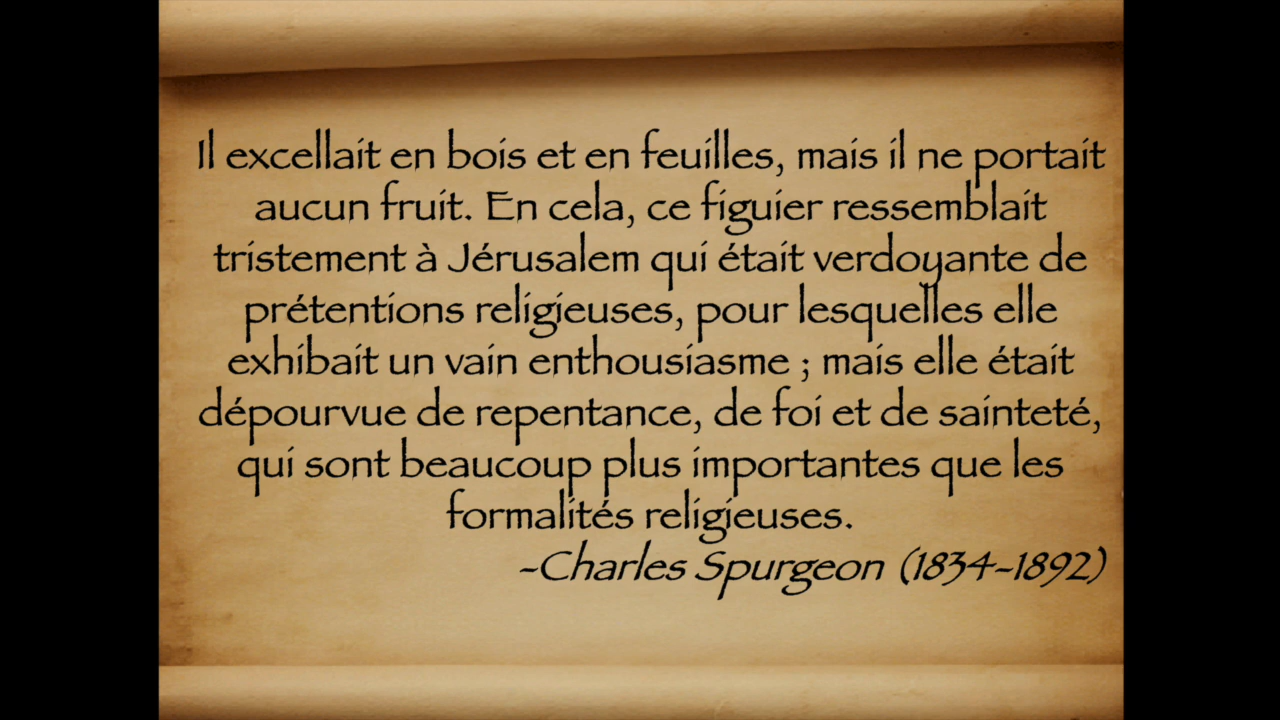 Il excellait en bois et en feuilles, mais il ne portait
aucun fruit. En cela, ce figuier ressemblait
tristement à Jérusalem qui était verdoyante de
prétentions religieuses, pour lesquelles elle
exhibait un vain enthousiasme ; mais elle était
dépourvue de repentance, de foi et de sainteté,
qui sont beaucoup plus importantes que les
formalités religieuses.
-Charles Spurgeon (1834-1892)